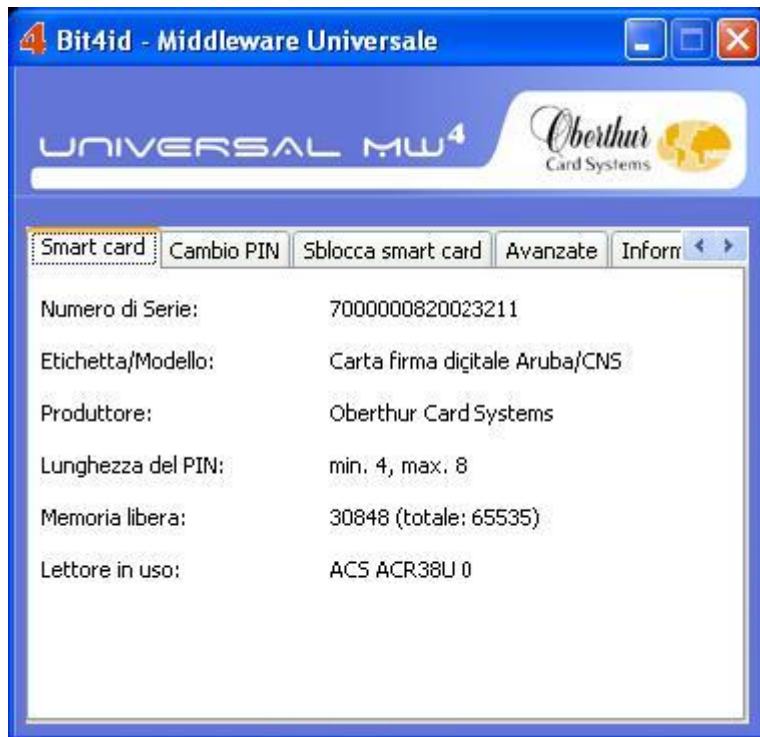 4 Bit4id - Middleware Universale
UNIVERSAL MW4
Oberthur
Card Systems
Smart card Cambio PIN Sblocca smart card Avanzate Inform
Numero di Serie: 7000000820023211
Etichetta/Modello: Carta firma digitale Aruba/CNS
Produttore: Oberthur Card Systems
Lunghezza del PIN: min. 4, max. 8
Memoria libera: 30848 (totale: 65535)
Lettore in uso: ACS ACR38U 0